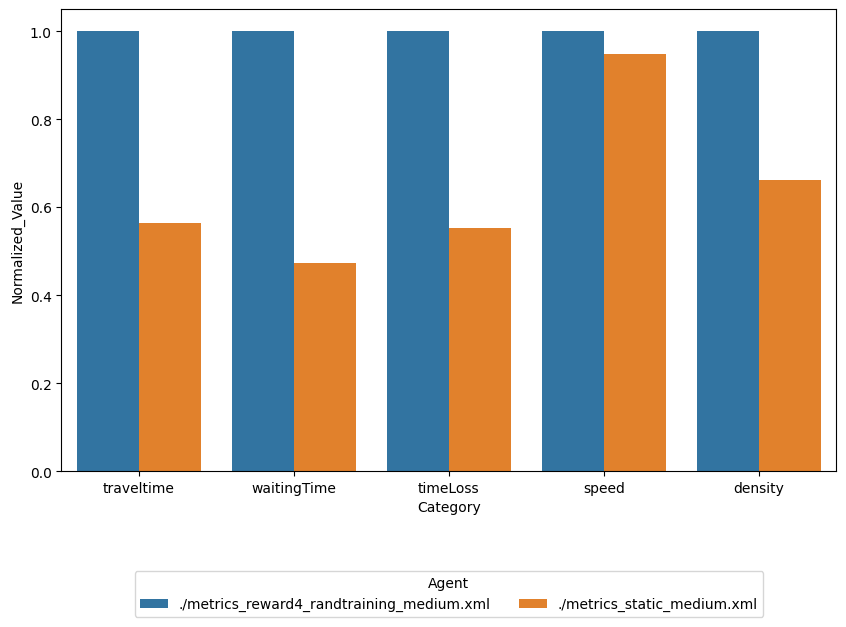 1.0
0.8
0.6
0.4
0.2
0.0
Normalized_Value
traveltime waitingTime timeLoss speed density
Category
Agent
./metrics_reward4_randtraining_medium.xml ./metrics_static_medium.xml